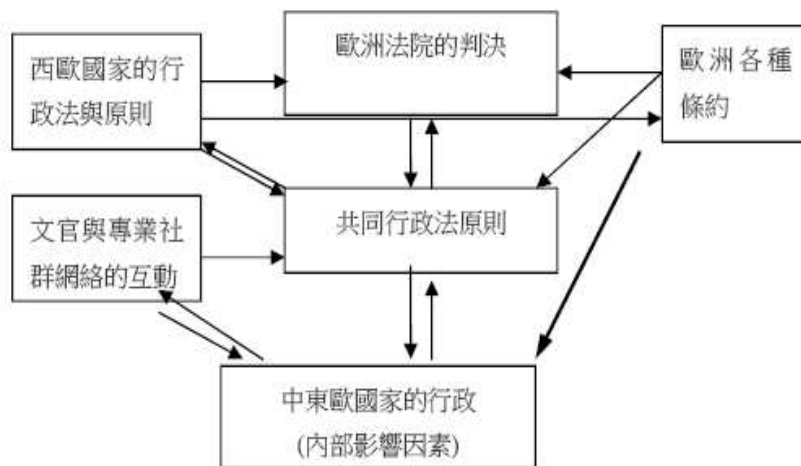 歐洲法院的判決
西歐國家的行
政法與原則
歐洲各種
條約
共同行政法原則
文官與專業社
群網絡的互動
中東歐國家的行政
(內部影響因素)